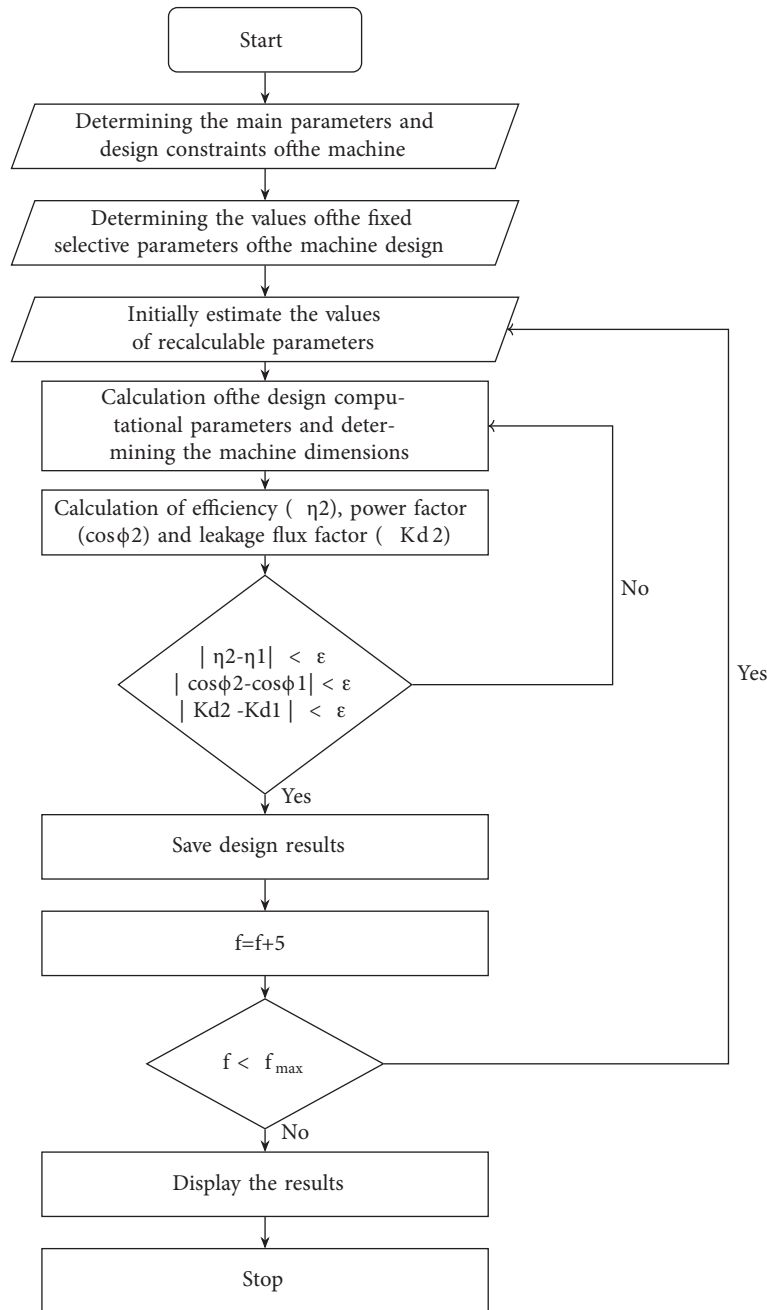 Start
Determining the main parameters and
design constraints ofthe machine
Determining the values ofthe fixed
selective parameters ofthe machine design
Initially estimate the values
of recalculable parameters
Calculation ofthe design compu-
tational parameters and deter-
mining the machine dimensions
Calculation of efficiency ( η2), power factor
(cosϕ2) and leakage flux factor ( Kd 2)
No
| η2-η1| < ε
| cosϕ2-cosϕ1| < ε
| Kd2 -Kd1 | < ε
Yes
Yes
Save design results
f=f+5
f < f max
No
Display the results
Stop